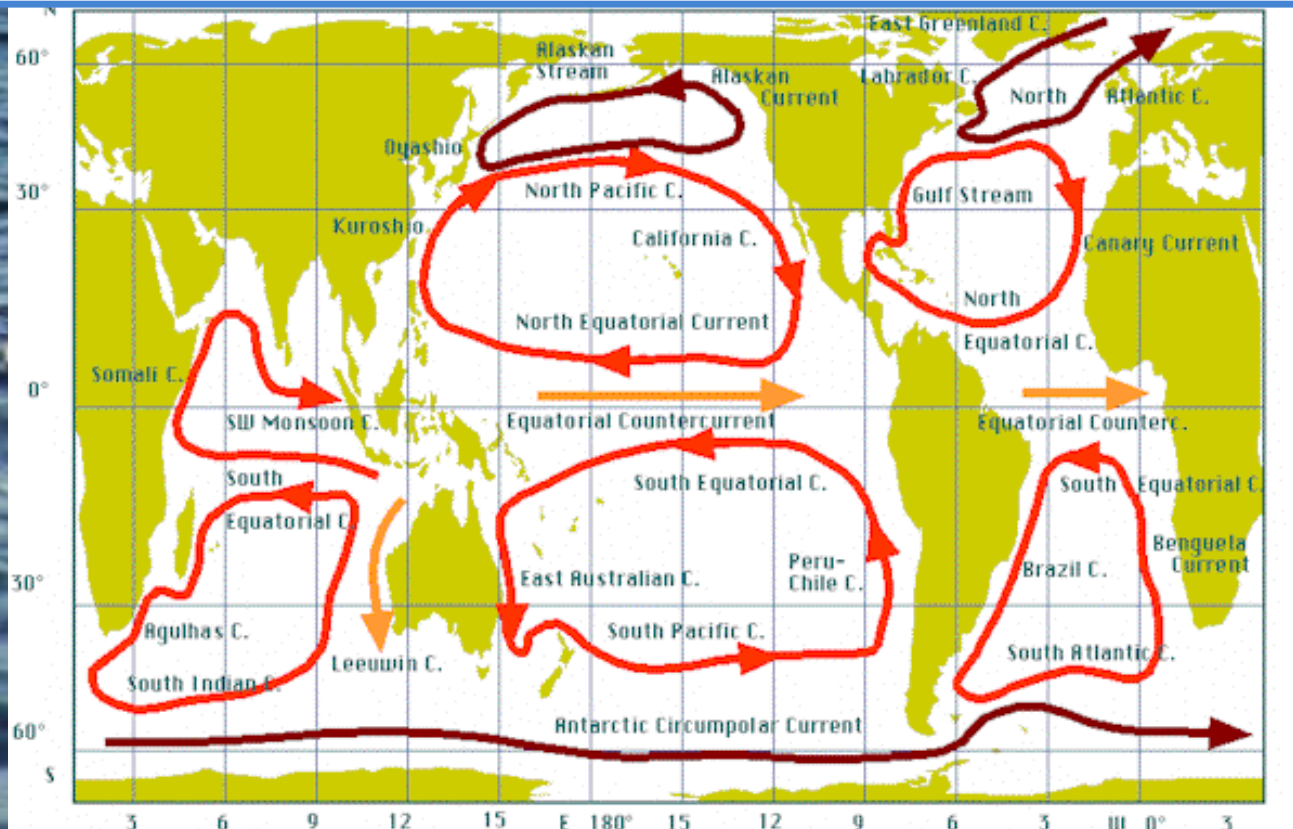 N
East Greenland C.
60°
Alaskan
Stream
Alaskan
Current
Labrador C.
North
Atlantic C.
Oyashio
30°
North Pacific C.
Gulf Stream
Kuroshio
California C.
Canary Current
North
North Equatorial Current
Equatorial C.
Somali C.
0°
SW Monsoon C.
Equatorial Countercurrent
Equatorial Counterc.
South
South Equatorial C.
South
Equatorial C.
Equatorial C.
Benguela
Current
Peru-
Chile C.
30°
East Australian C.
Brazil C.
Agulhas C.
South Pacific C.
Leeuwin C.
South Atlantic C.
South Indian C.
60°
Antarctic Circumpolar Current
S
3 6 9 12 15 E 180° 15 12 9 6 3 W 0° 3